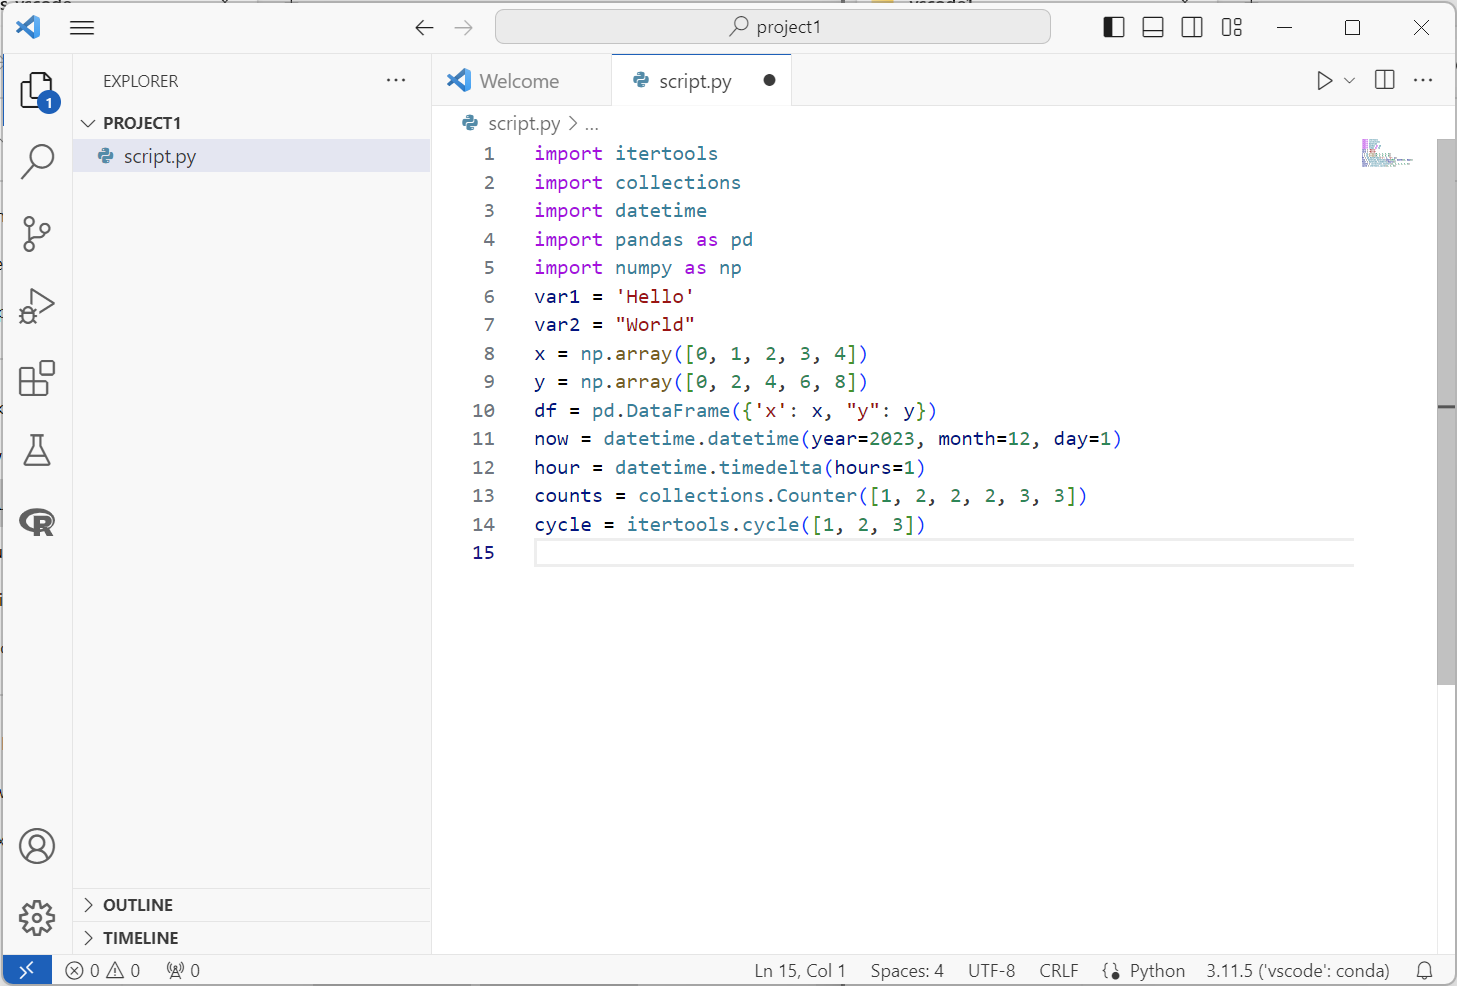 project1
EXPLORER
PROJECT1
script.py
1
Welcome
script.py
script.py > ...
1 import itertools
2 import collections
3 import datetime
4 import pandas as pd
5 import numpy as np
6 var1 = 'Hello'
7 var2 = "World"
8 x = np.array([0, 1, 2, 3, 4])
9 y = np.array([0, 2, 4, 6, 8])
10 df = pd.DataFrame({'x': x, "y": y})
11 now = datetime.datetime(year=2023, month=12, day=1)
12 hour = datetime.timedelta(hours=1)
13 counts = collections.Counter([1, 2, 2, 2, 3, 3])
14 cycle = itertools.cycle([1, 2, 3])
15
R
OUTLINE
TIMELINE
0 0 0
Ln 15, Col 1 Spaces: 4 UTF-8 CRLF Python 3.11.5 ('vscode': conda)